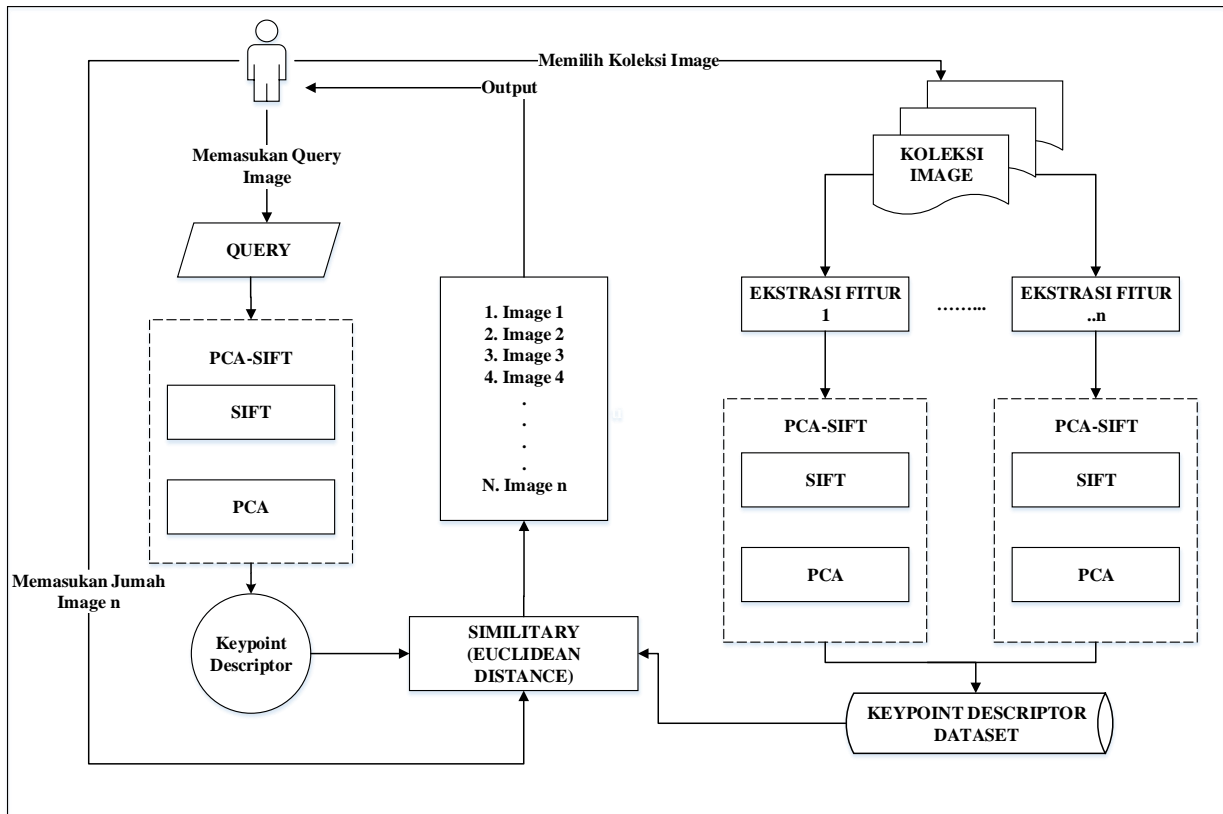 Memilih Koleksi Image
Output
Memasukan Query
Image
QUERY
PCA-SIFT
SIFT
PCA
Memasukan Jumah
Image n
Keypoint
Descriptor
1. Image 1
2. Image 2
3. Image 3
4. Image 4
.
.
.
.
N. Image n
SIMILITARY
(EUCLIDEAN
DISTANCE)
KOLEKSI
IMAGE
EKSTRASI FITUR
1
………..
EKSTRASI FITUR
..n
PCA-SIFT
SIFT
PCA
PCA-SIFT
SIFT
PCA
KEYPOINT DESCRIPTOR
DATASET